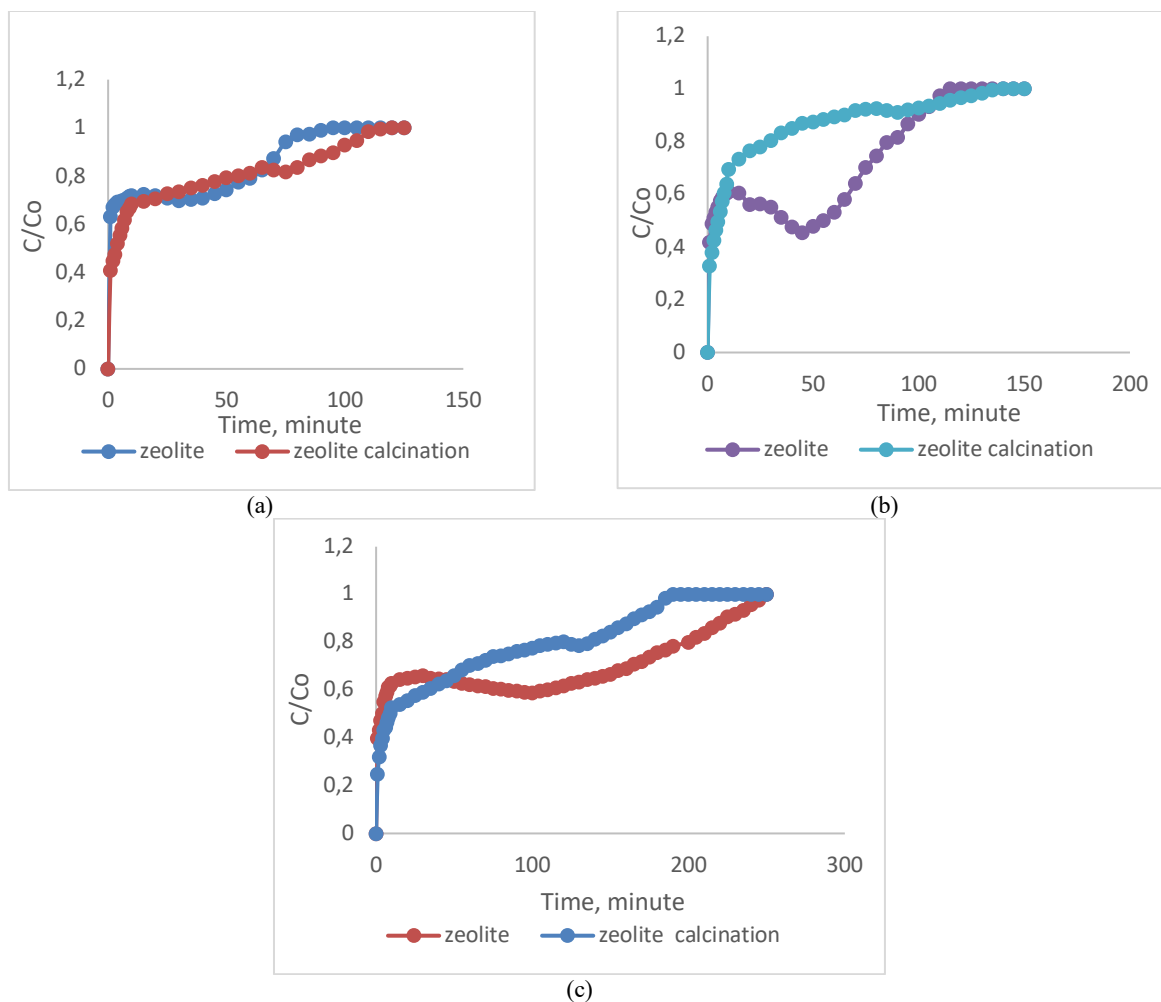 1,2
1
0,8
0,6
0,4
0,2
0
C/Co
0 50 100 150
Time, minute
zeolite zeolite calcination
(a)
1,2
1
0,8
0,6
0,4
0,2
0
C/Co
0 50 100 150 200
Time, minute
zeolite zeolite calcination
(b)
1,2
1
0,8
0,6
0,4
0,2
0
C/Co
0 100 200 300
Time, minute
zeolite zeolite calcination
(c)